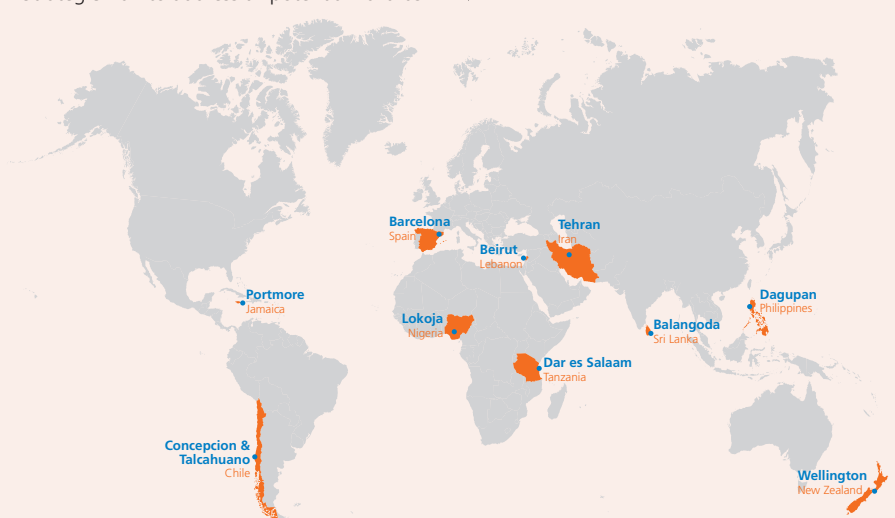 Barcelona
Spain
Tehran
Iran
Beirut
Lebanon
Portmore
Jamaica
Lokoja
Nigeria
Dagupan
Philippines
Balangoda
Sri Lanka
Dar es Salaam
Tanzania
Concepcion &
Talcahuano
Chile
Wellington
New Zealand